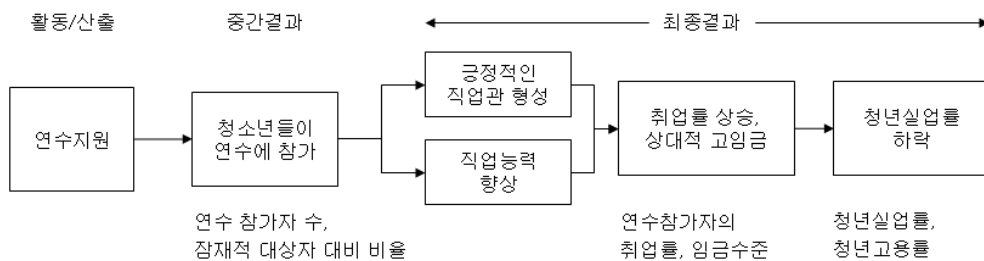 활동/산출
중간결과
최종결과
연수지원
청소년들이
연수에 참가
긍정적인
직업관 형성
직업능력
향상
취업률 상승,
상대적 고임금
청년실업률
하락
연수 참가자 수,
잠재적 대상자 대비 비율
연수참가자의
취업률, 임금수준
청년실업률,
청년고용률